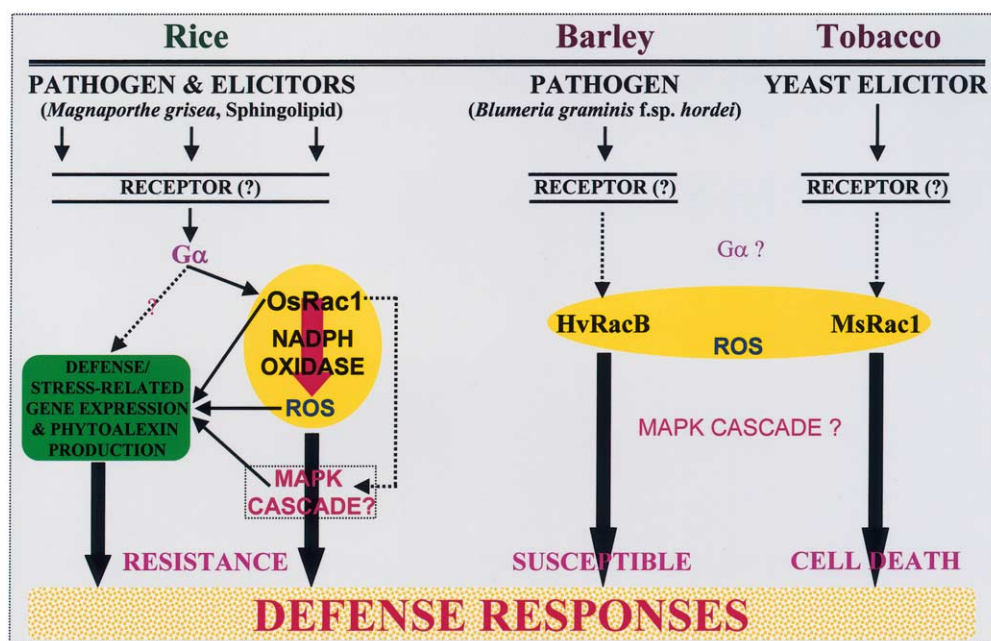 Rice
PATHOGEN & ELICITORS
(Magnaporthe grisea, Sphingolipid)
RECEPTOR (?)
Gα
?
OsRac1
NADPH
OXIDASE
ROS
DEFENSE/
STRESS-RELATED
GENE EXPRESSION
& PHYTOALEXIN
PRODUCTION
MAPK
CASCADE?
RESISTANCE
Barley
PATHOGEN
(Blumeria graminis f.sp. hordei)
RECEPTOR (?)
Tobacco
YEAST ELICITOR
RECEPTOR (?)
Gα ?
HvRacB
MsRac1
ROS
MAPK CASCADE ?
SUSCEPTIBLE
CELL DEATH
DEFENSE RESPONSES